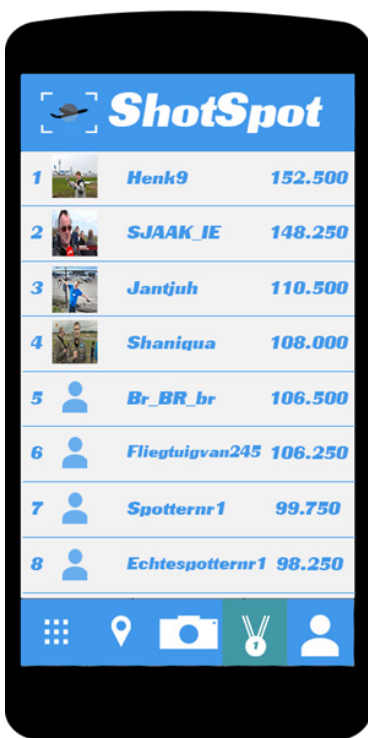 ShotSpot
1 Henk9 152.500
2 SJAAK_IE 148.250
3 Jantjuh 110.500
4 Shaniqua 108.000
5 Br_BR_br 106.500
6 Fliegtuigvan245 106.250
7 Spotternr1 99.750
8 Echtespotternr1 98.250
1